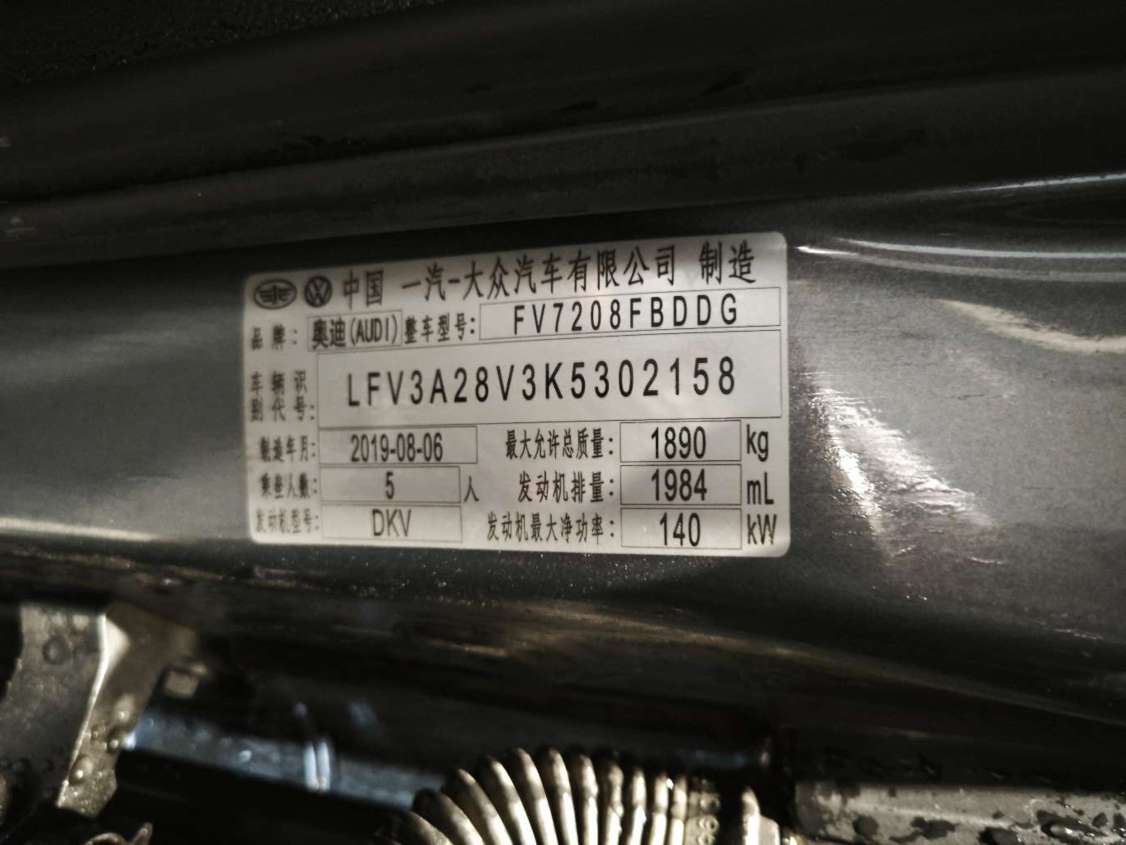 中国 一汽-大众汽车有限公司 制造
品牌: 奥迪(AUDI) 整车型号: FV7208FBDDG
车辆识别代号: LFV3A28V3K5302158
制造年月: 2019-08-06 最大允许总质量: 1890 kg
乘坐人数: 5 人 发动机排量: 1984 mL
发动机型号: DKV 发动机最大净功率: 140 kW